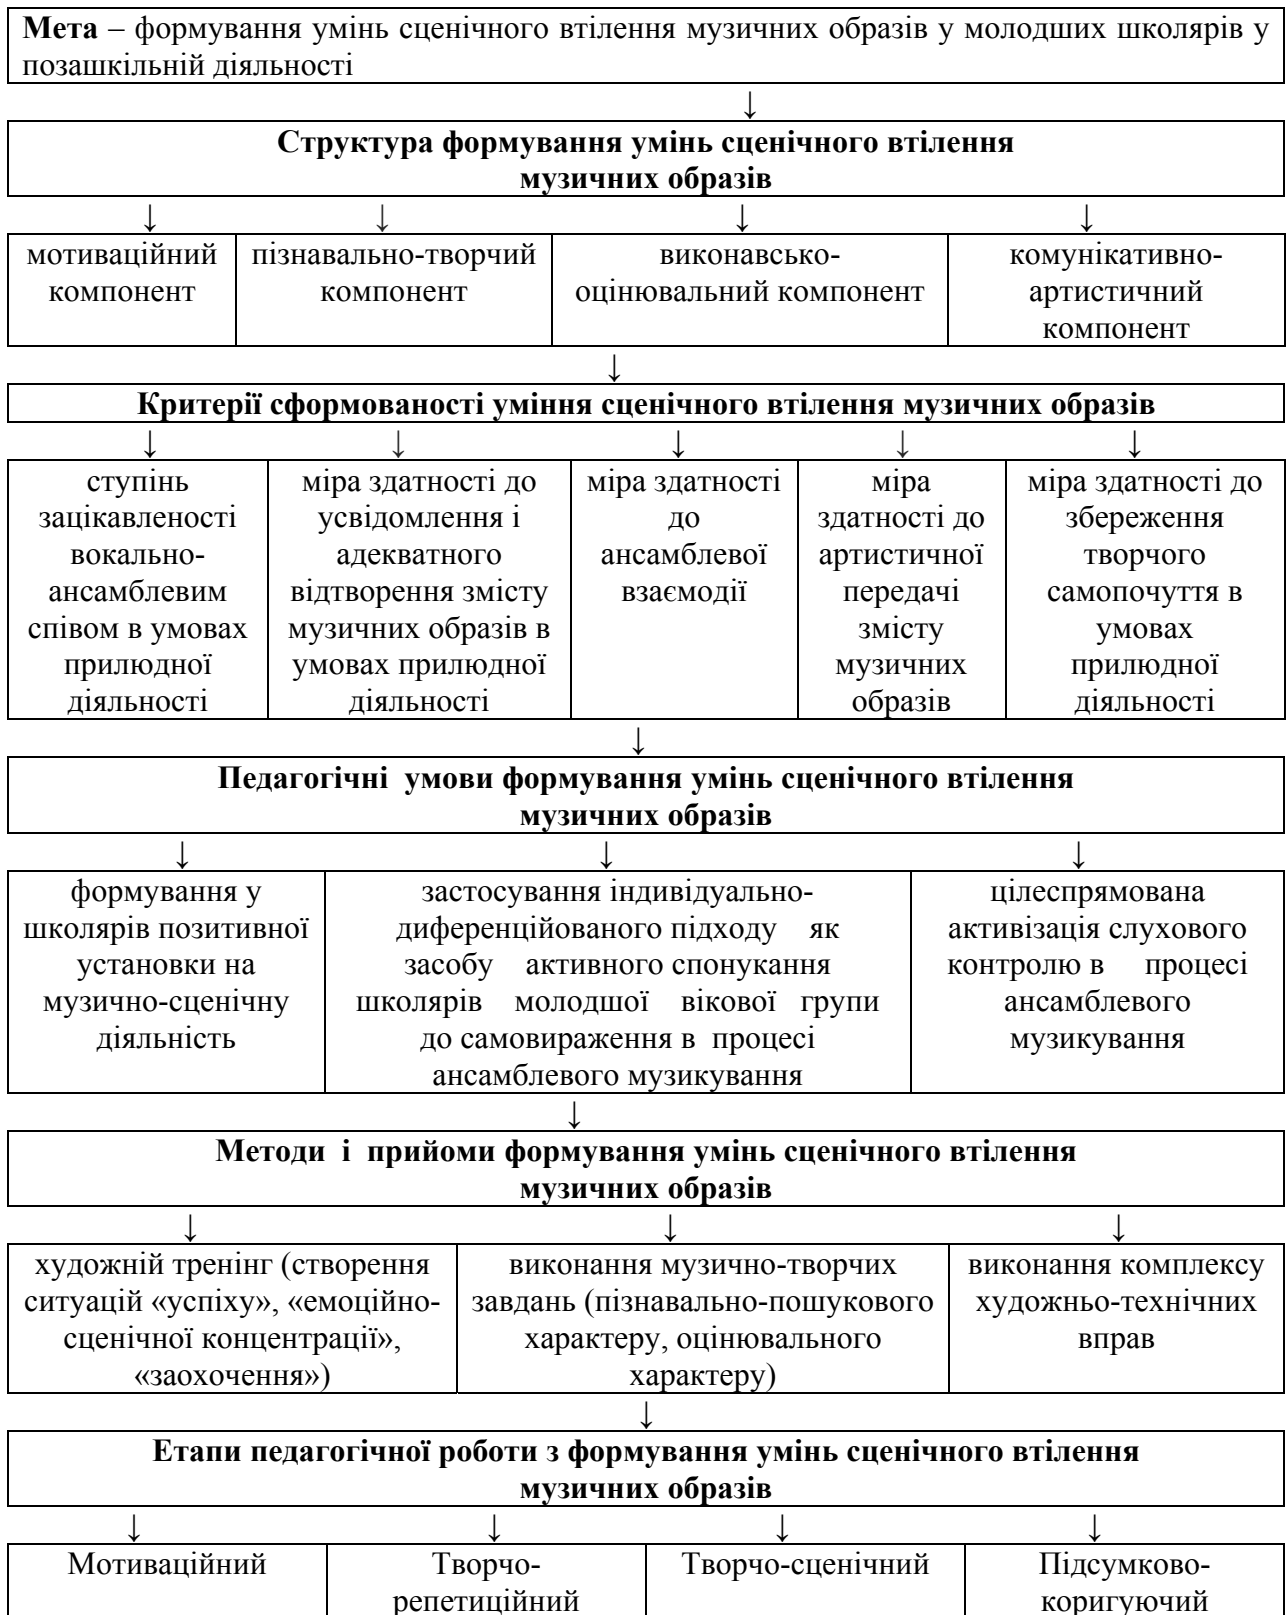 Мета – формування умінь сценічного втілення музичних образів у молодших школярів у
позашкільній діяльності
↓
Структура формування умінь сценічного втілення
музичних образів
↓ ↓ ↓ ↓
мотиваційний
компонент
пізнавально-творчий
компонент
виконавсько-
оцінювальний компонент
комунікативно-
артистичний
компонент
↓
Критерії сформованості уміння сценічного втілення музичних образів
↓ ↓ ↓ ↓ ↓
ступінь
зацікавленості
вокально-
ансамблевим
співом в умовах
прилюдної
діяльності
міра здатності до
усвідомлення і
адекватного
відтворення змісту
музичних образів в
умовах прилюдної
діяльності
міра здатності
до
ансамблевої
взаємодії
міра
здатності до
артистичної
передачі
змісту
музичних
образів
міра здатності до
збереження
творчого
самопочуття в
умовах
прилюдної
діяльності
↓
Педагогічні умови формування умінь сценічного втілення
музичних образів
↓ ↓ ↓
формування у
школярів позитивної
установки на
музично-сценічну
діяльність
застосування індивідуально-
диференційованого підходу як
засобу активного спонукання
школярів молодшої вікової групи
до самовираження в процесі
ансамблевого музикування
цілеспрямована
активізація слухового
контролю в процесі
ансамблевого
музикування
↓
Методи і прийоми формування умінь сценічного втілення
музичних образів
↓ ↓ ↓
художній тренінг (створення
ситуацій «успіху», «емоційно-
сценічної концентрації»,
«заохочення»)
виконання музично-творчих
завдань (пізнавально-пошукового
характеру, оцінювального
характеру)
виконання комплексу
художньо-технічних
вправ
↓
Етапи педагогічної роботи з формування умінь сценічного втілення
музичних образів
↓ ↓ ↓ ↓
Мотиваційний
Творчо-
репетиційний
Творчо-сценічний
Підсумково-
коригуючий